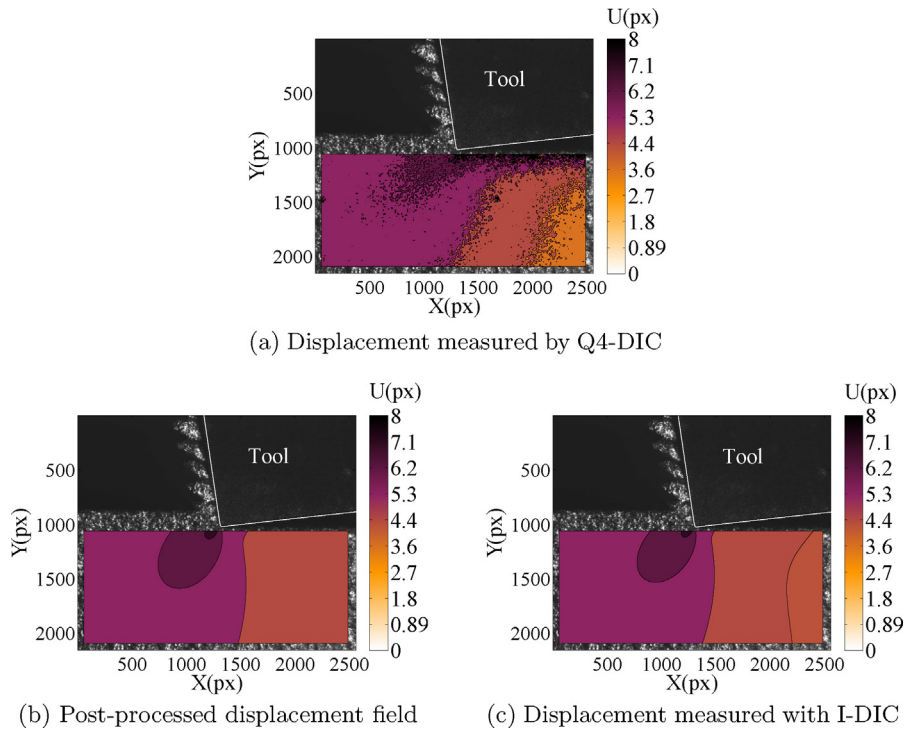 U(px)
8
7.1
6.2
5.3
4.4
3.6
2.7
1.8
0.89
0
Tool
Y(px)
500
1000
1500
2000
500 1000 1500 2000 2500
X(px)
(a) Displacement measured by Q4-DIC
U(px)
8
7.1
6.2
5.3
4.4
3.6
2.7
1.8
0.89
0
Tool
Y(px)
500
1000
1500
2000
500 1000 1500 2000 2500
X(px)
(b) Post-processed displacement field
U(px)
8
7.1
6.2
5.3
4.4
3.6
2.7
1.8
0.89
0
Tool
Y(px)
500
1000
1500
2000
500 1000 1500 2000 2500
X(px)
(c) Displacement measured with I-DIC